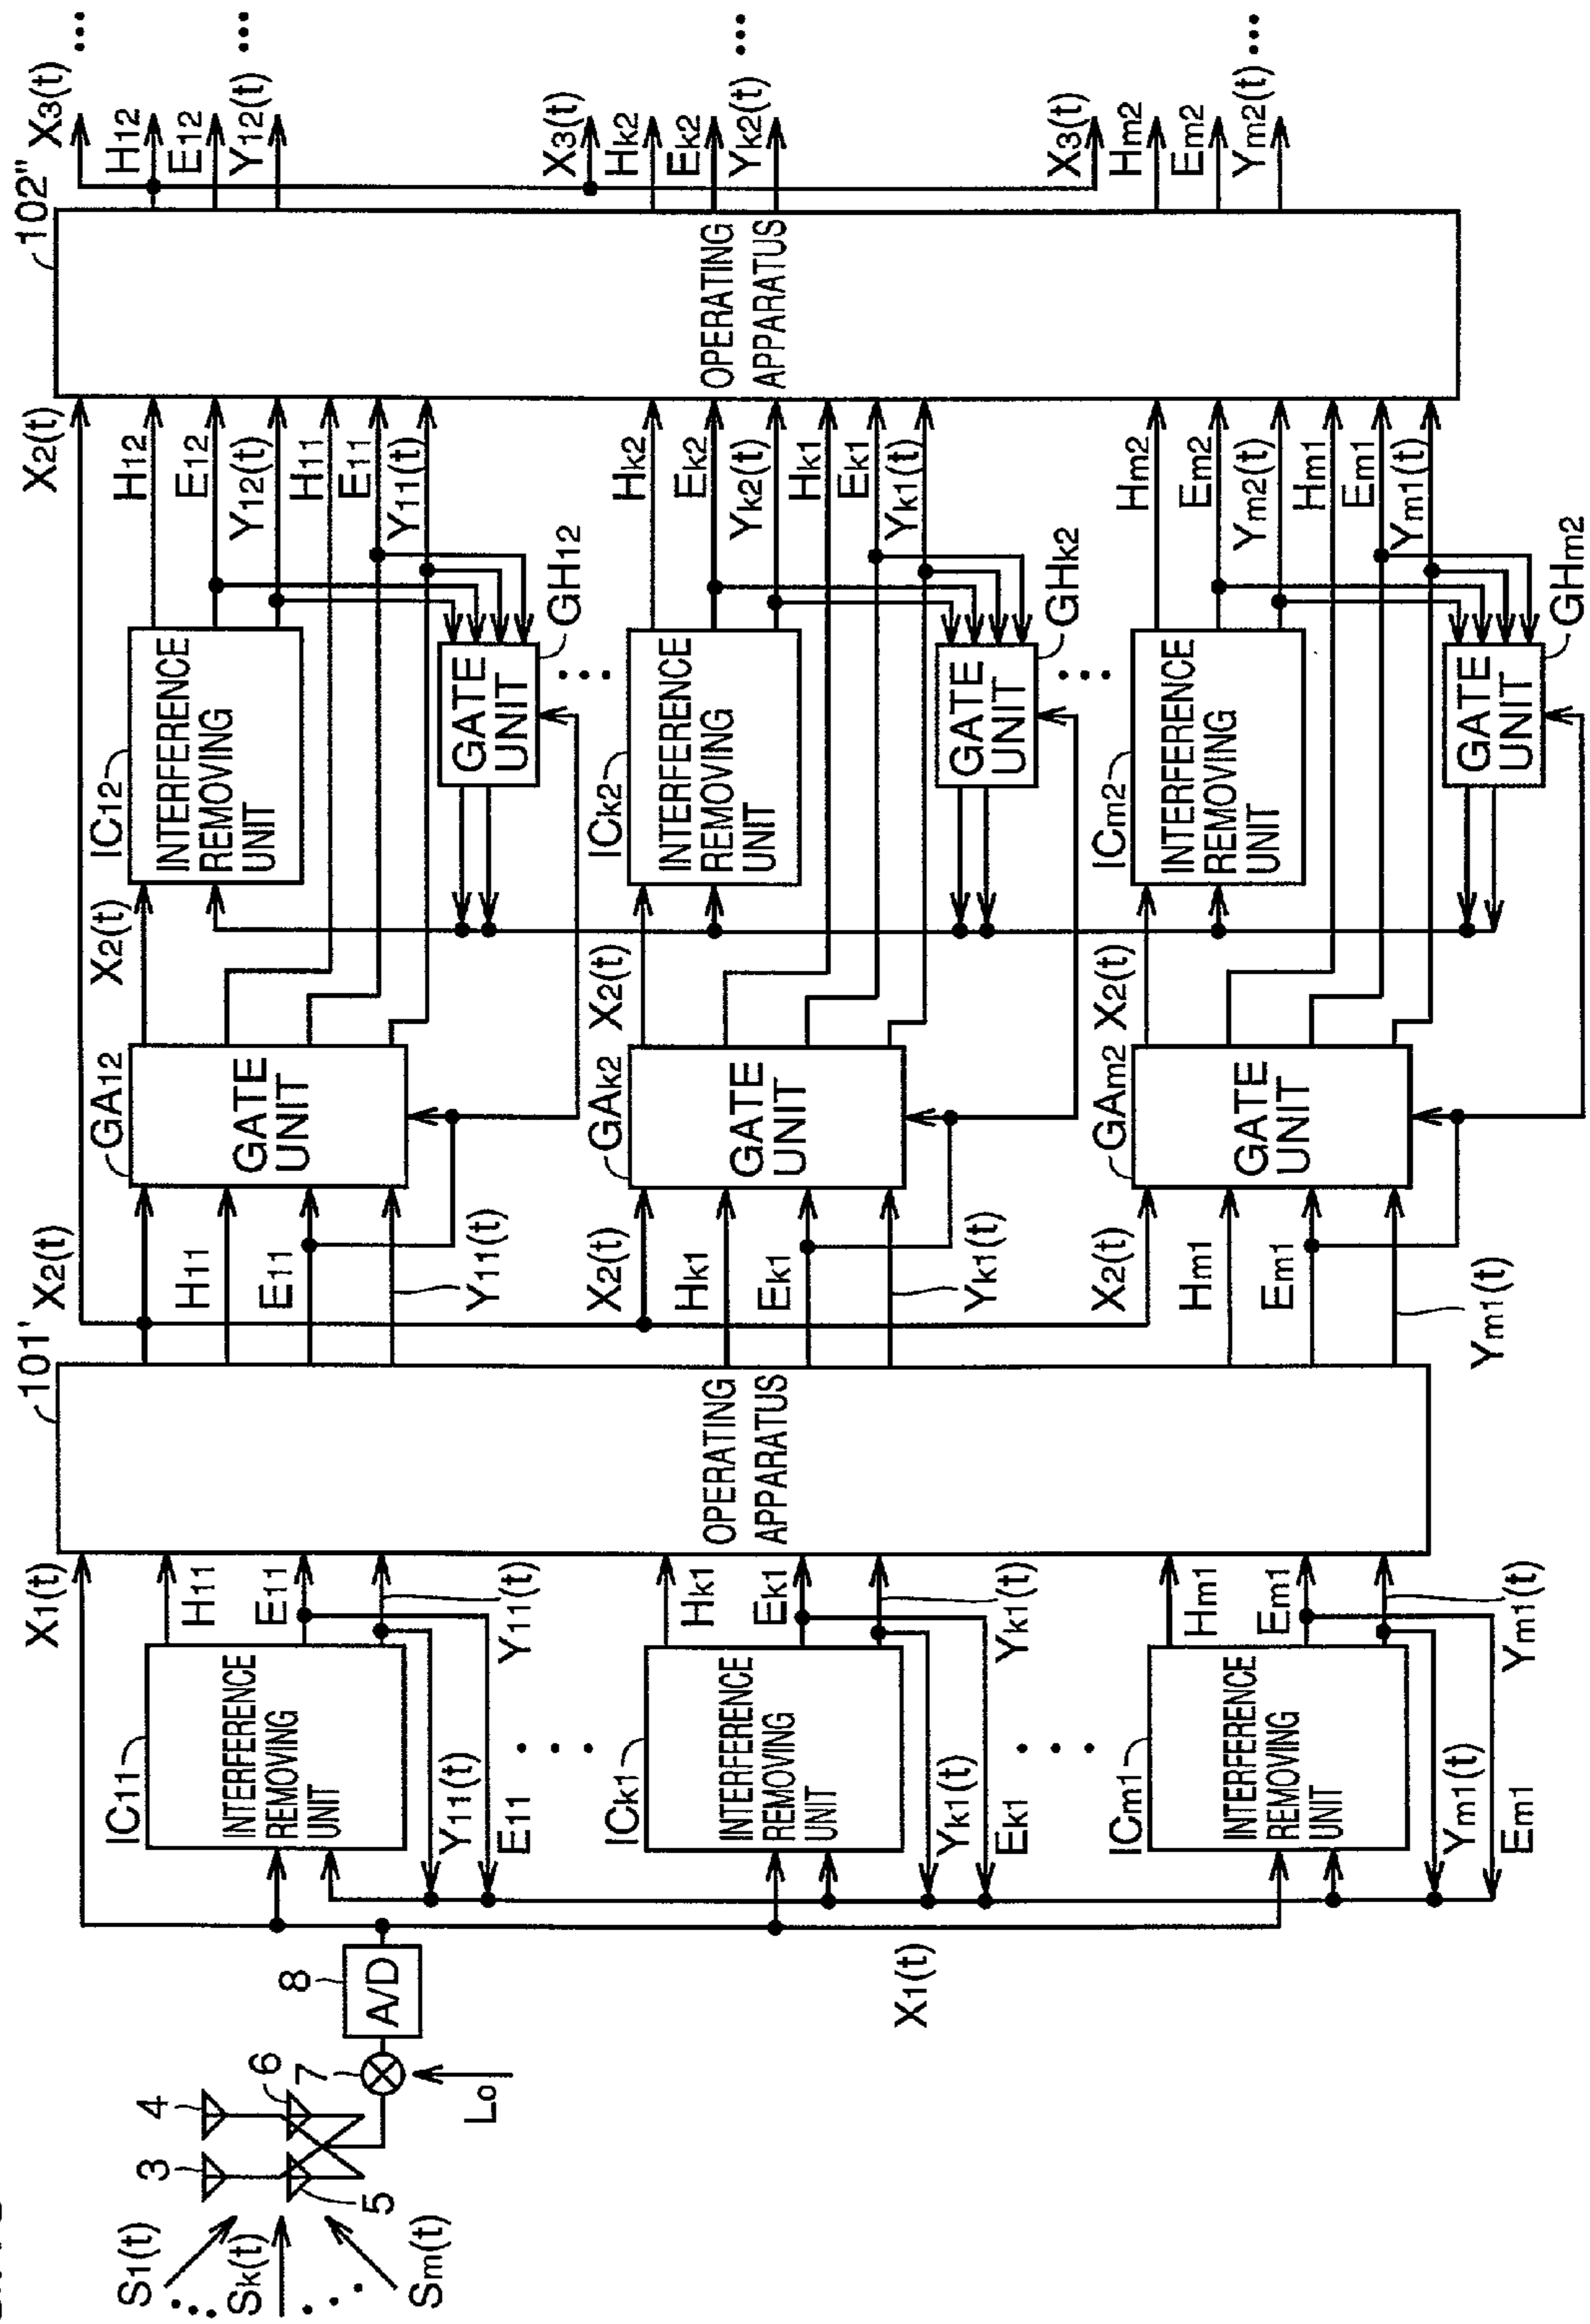 S1(t)
Sk(t)
Sm(t)
3
4
5
6
7
8
Lo
A/D
X1(t)
X1(t)
IC11
INTERFERENCE
REMOVING
UNIT
H11
E11
Y11(t)
Y11(t)
E11
ICk1
INTERFERENCE
REMOVING
UNIT
Hk1
Ek1
Yk1(t)
Yk1(t)
Ek1
ICm1
INTERFERENCE
REMOVING
UNIT
Hm1
Em1
Ym1(t)
Ym1(t)
Em1
101'
OPERATING
APPARATUS
X2(t)
H11
E11
Y11(t)
GA12
GATE
UNIT
X2(t)
Hk1
Ek1
Yk1(t)
GAk2
GATE
UNIT
X2(t)
Hm1
Em1
Ym1(t)
GAm2
GATE
UNIT
X2(t)
IC12
INTERFERENCE
REMOVING
UNIT
GATE
UNIT
GH12
X2(t)
ICk2
INTERFERENCE
REMOVING
UNIT
GATE
UNIT
GHk2
X2(t)
ICm2
INTERFERENCE
REMOVING
UNIT
GATE
UNIT
GHm2
X2(t)
H12
E12
Y12(t)
H11
E11
Y11(t)
Hk2
Ek2
Yk2(t)
Hk1
Ek1
Yk1(t)
Hm2
Em2
Ym2(t)
Hm1
Em1
Ym1(t)
102"
OPERATING
APPARATUS
X3(t)
H12
E12
Y12(t)
X3(t)
Hk2
Ek2
Yk2(t)
X3(t)
Hm2
Em2
Ym2(t)